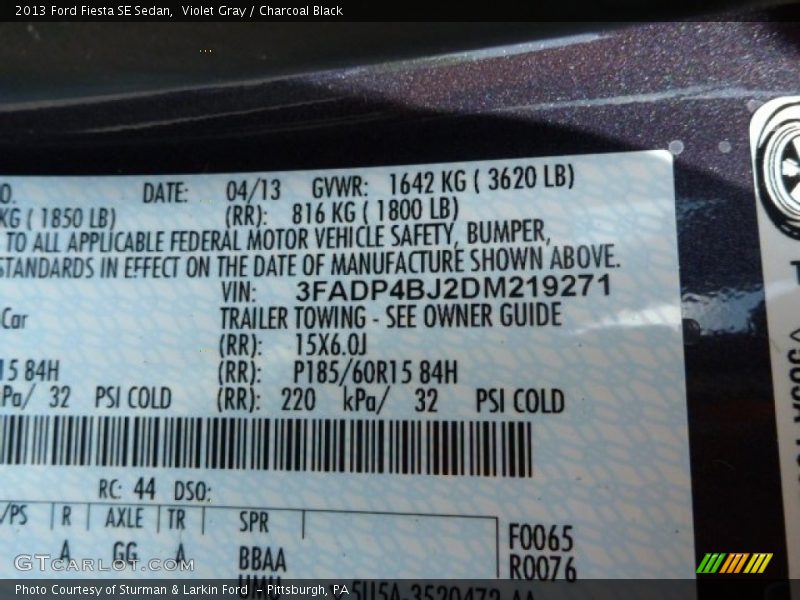 2013 Ford Fiesta SE Sedan, Violet Gray / Charcoal Black
O. DATE: 04/13 GVWR: 1642 KG ( 3620 LB)
KG ( 1850 LB) (RR): 816 KG ( 1800 LB)
TO ALL APPLICABLE FEDERAL MOTOR VEHICLE SAFETY, BUMPER,
STANDARDS IN EFFECT ON THE DATE OF MANUFACTURE SHOWN ABOVE.
VIN: 3FADP4BJ2DM219271
Car TRAILER TOWING - SEE OWNER GUIDE
(RR): 15X6.0J
15 84H (RR): P185/60R15 84H
kPa/ 32 PSI COLD (RR): 220 kPa/ 32 PSI COLD
RC: 44 DSO:
/PS R AXLE TR SPR
A GG A BBAA
F0065
R0076
UMU
GTCarLot.com
Photo Courtesy of Sturman & Larkin Ford - Pittsburgh, PA